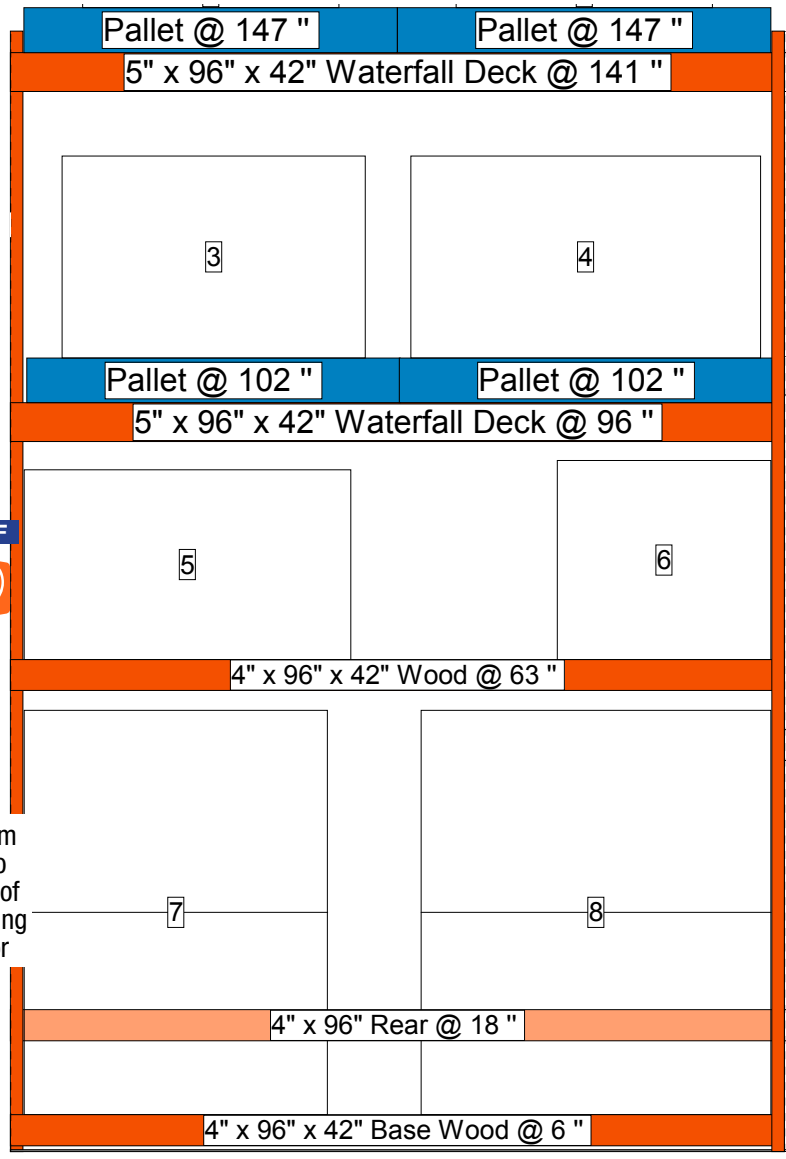 Pallet @ 147 " Pallet @ 147 "
5" x 96" x 42" Waterfall Deck @ 141 "
3 4
Pallet @ 102 " Pallet @ 102 "
5" x 96" x 42" Waterfall Deck @ 96 "
5 6
4" x 96" x 42" Wood @ 63 "
of
7 8
4" x 96" Rear @ 18 "
4" x 96" x 42" Base Wood @ 6 "